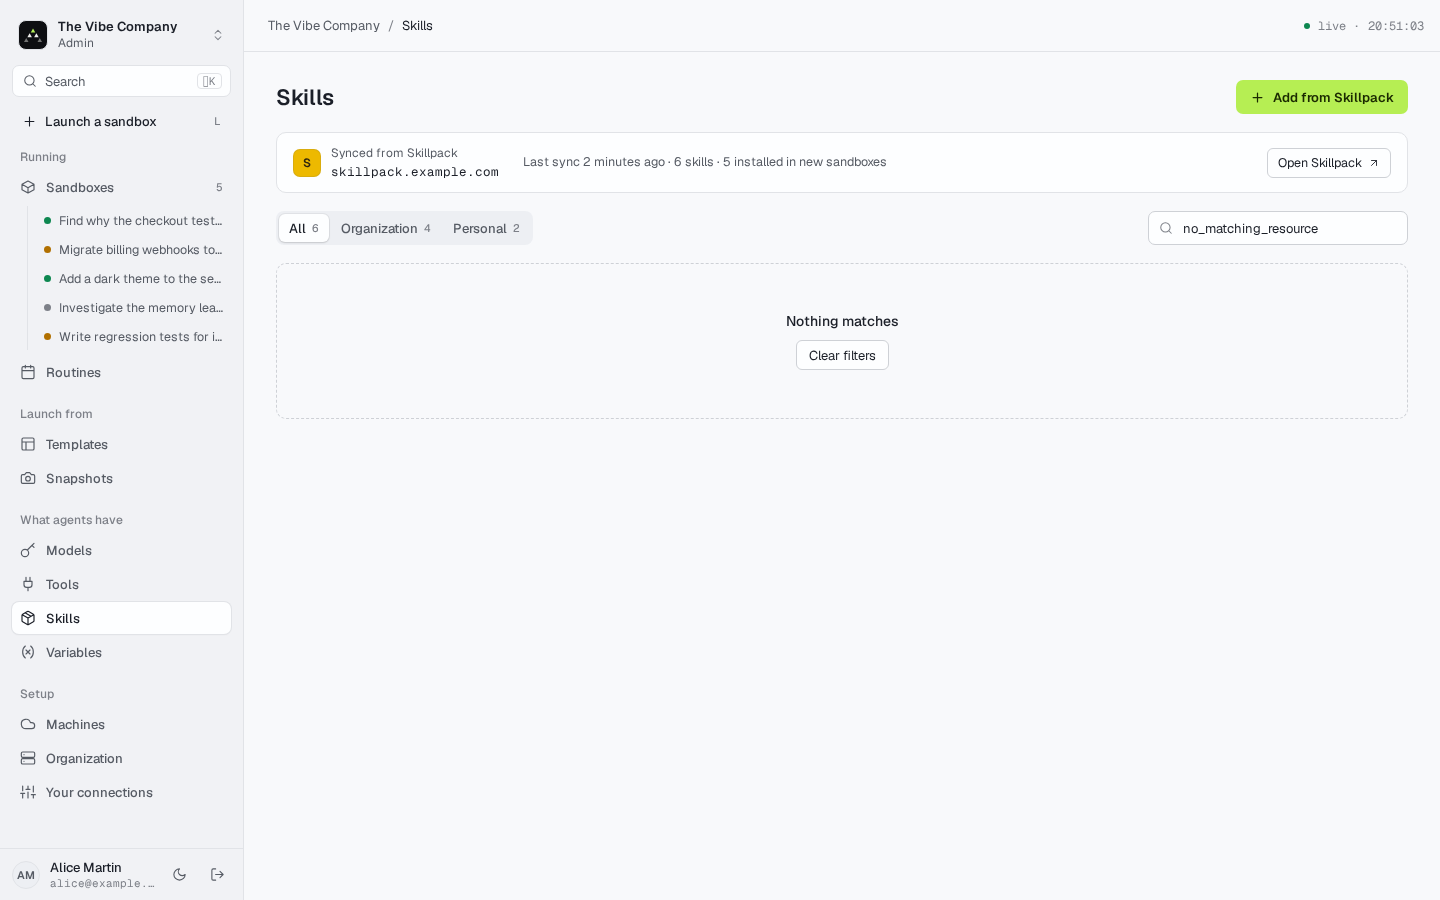 The Vibe Company
Admin
Search
K
Launch a sandbox
L
Running
Sandboxes
5
Find why the checkout test…
Migrate billing webhooks to…
Add a dark theme to the se…
Investigate the memory lea…
Write regression tests for i…
Routines
Launch from
Templates
Snapshots
What agents have
Models
Tools
Skills
Variables
Setup
Machines
Organization
Your connections
AM
Alice Martin
alice@example.…
The Vibe Company / Skills
live · 20:51:03
Skills
Add from Skillpack
S
Synced from Skillpack
skillpack.example.com
Last sync 2 minutes ago · 6 skills · 5 installed in new sandboxes
Open Skillpack
All 6
Organization 4
Personal 2
no_matching_resource
Nothing matches
Clear filters